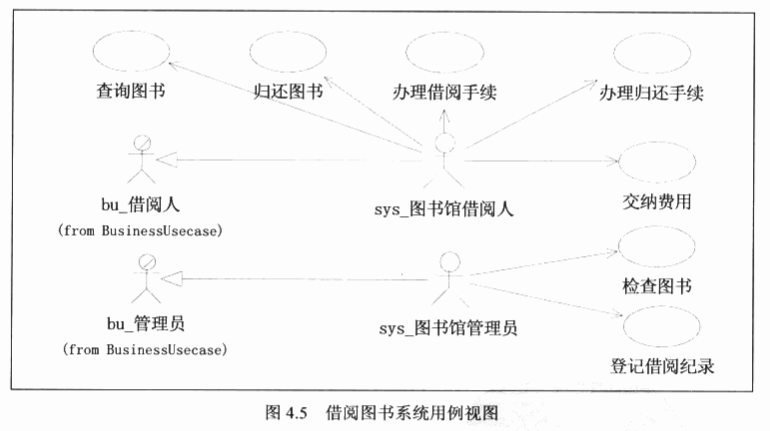 查询图书
归还图书
办理借阅手续
办理归还手续
bu_借阅人
(from BusinessUsecase)
sys_图书馆借阅人
交纳费用
检查图书
bu_管理员
(from BusinessUsecase)
sys_图书馆管理员
登记借阅纪录
图 4.5 借阅图书系统用例视图